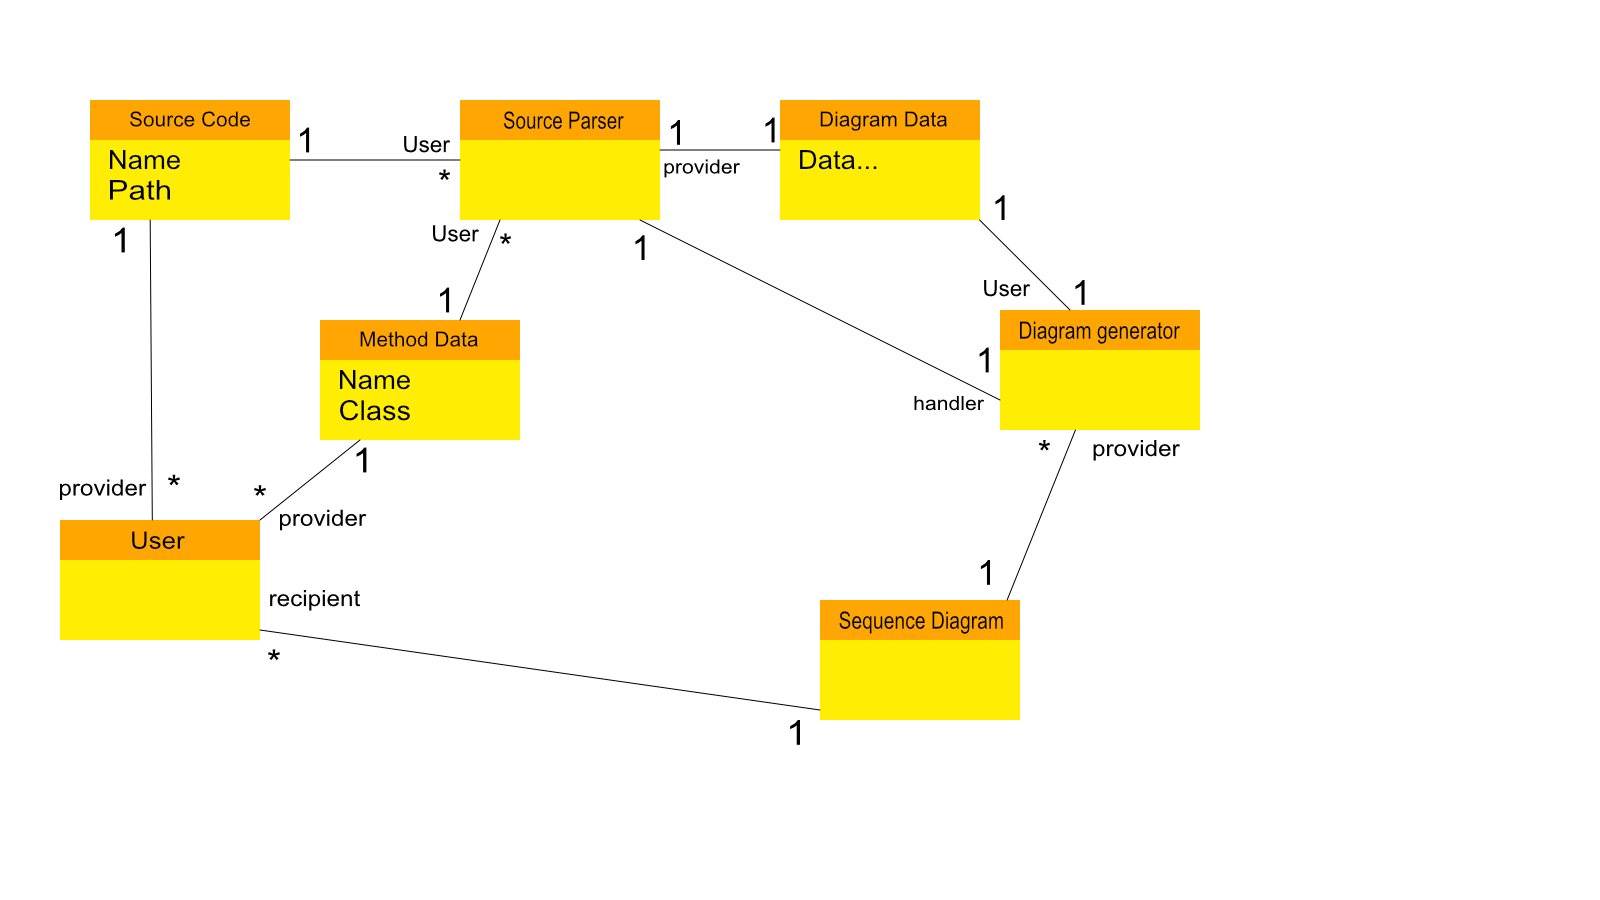 Source Code
Name
Path
1
User
*
Source Parser
1
provider
1
Diagram Data
Data...
1
User
*
1
1
User
1
1
Method Data
Name
Class
Diagram generator
1
handler
1
provider
*
*
provider
*
provider
User
recipient
*
1
Sequence Diagram
1